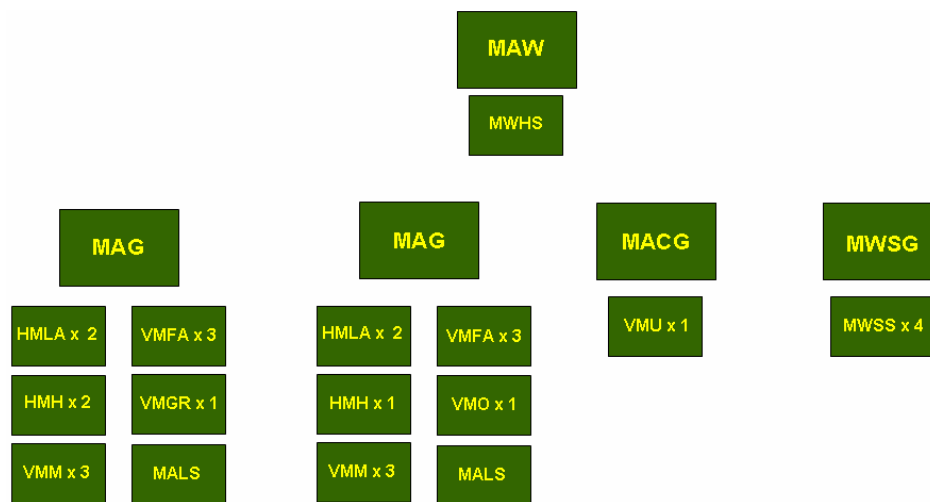 MAW
MWHS
MAG
MAG
MACG
MWSG
HMLA x 2
VMFA x 3
HMLA x 2
VMFA x 3
VMU x 1
MWSS x 4
HMH x 2
VMGR x 1
HMH x 1
VMO x 1
VMM x 3
MALS
VMM x 3
MALS